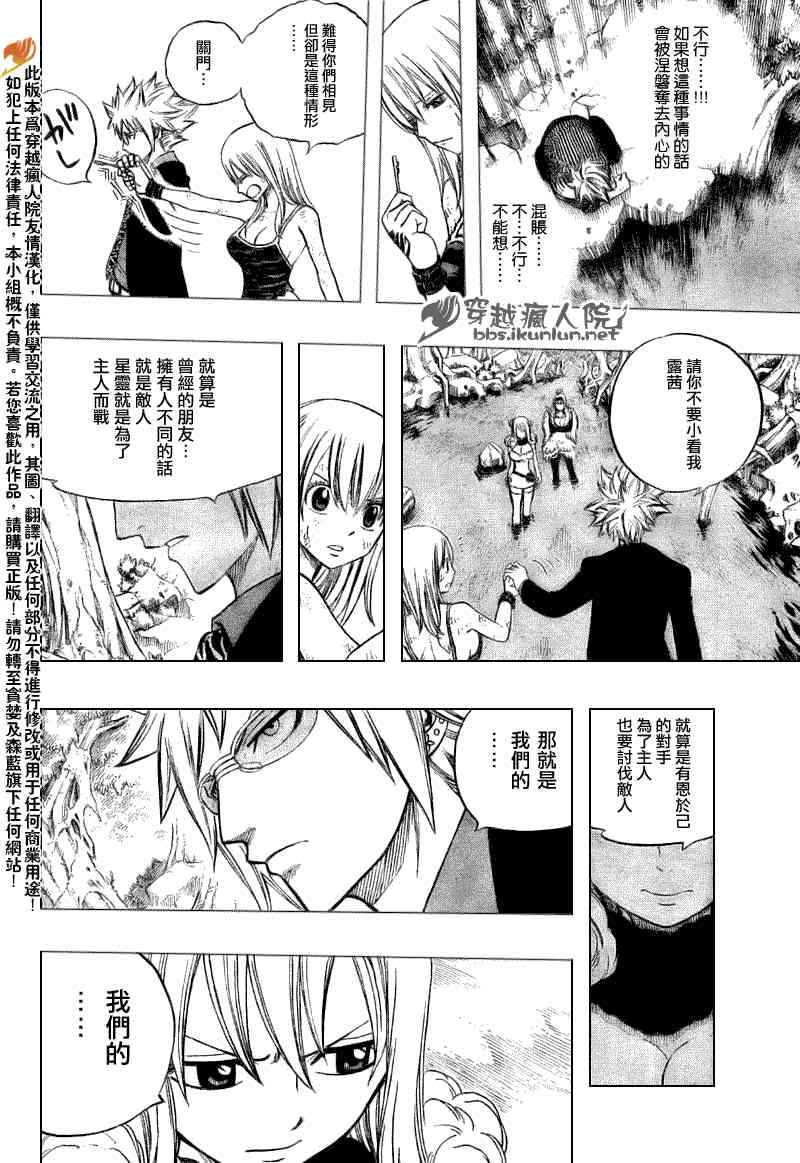 不行……!!!
如果想這種事情的話
會被涅磐奪去內心的
混賬……
不…不行…
不能想……
難得你們相見
但卻是這種情形
……
關門…
がしっ
穿越瘋人院
bbs.ikunlun.net
請你不要小看我
露茜
就算是
曾經的朋友…
擁有人不同的話
就是敵人
星靈就是為了
主人而戰
就算是有恩於己
的對手
為了主人
也要討伐敵人
那就是
我們的
……
我們的
……
此版本爲穿越瘋人院友情漢化,僅供學習交流之用,其圖、翻譯以及任何部分不得進行修改或用于任何商業用途!
如犯上任何法律責任,本小組概不負責。若您喜歡此作品,請購買正版!請勿轉至貪婪及森藍旗下任何網站!